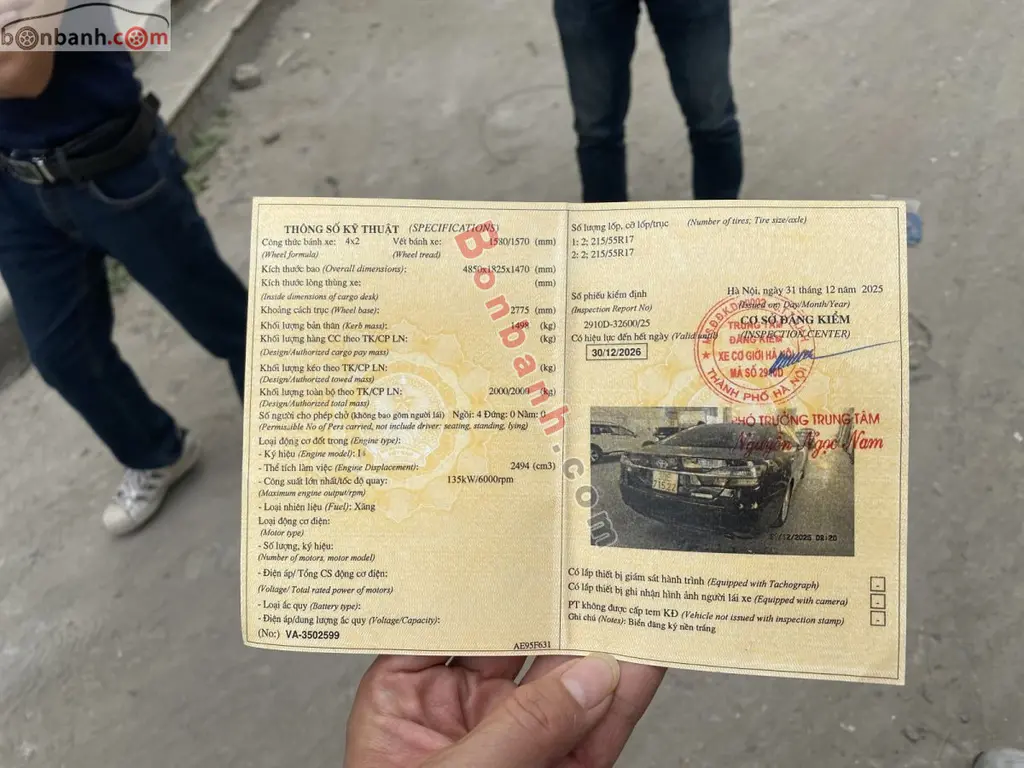 bonbanh.com
THÔNG SỐ KỸ THUẬT (SPECIFICATIONS)
Công thức bánh xe: 4x2 Vết bánh xe: 1580/1570 (mm)
(Wheel formula) (Wheel tread)
Kích thước bao (Overall dimensions): 4850x1825x1470 (mm)
Kích thước lòng thùng xe: (mm)
(Inside dimensions of cargo desk)
Khoảng cách trục (Wheel base): 2775 (mm)
Khối lượng bản thân (Kerb mass): 1498 (kg)
Khối lượng hàng CC theo TK/CP LN: (kg)
(Design/Authorized cargo pay mass)
Khối lượng kéo theo TK/CP LN: (kg)
(Design/Authorized towed mass)
Khối lượng toàn bộ theo TK/CP LN: 2000/2000 (kg)
(Design/Authorized total mass)
Số người cho phép chở (không bao gồm người lái) Ngồi: 4 Đứng: 0 Nằm: 0
(Permissible No of Pers carried, not include driver: seating, standing, lying)
Loại động cơ đốt trong (Engine type):
- Ký hiệu (Engine model):
- Thể tích làm việc (Engine Displacement): 2494 (cm3)
- Công suất lớn nhất/tốc độ quay: 135kW/6000rpm
(Maximum engine output/rpm)
- Loại nhiên liệu (Fuel): Xăng
Loại động cơ điện:
(Motor type)
- Số lượng, ký hiệu:
(Number of motors, motor model)
- Điện áp/ Tổng CS động cơ điện:
(Voltage/ Total rated power of motors)
- Loại ắc quy (Battery type):
- Điện áp/dung lượng ắc quy (Voltage/Capacity):
(No:) VA-3502599
AE95F631
Bonbanh.com
Số lượng lốp, cỡ lốp/trục (Number of tires; Tire size/axle)
1: 2; 215/55R17
2: 2; 215/55R17
Hà Nội, ngày 31 tháng 12 năm 2025
(Issued on: Day/Month/Year)
Số phiếu kiểm định
(Inspection Report No)
2910D-32600/25
CƠ SỞ ĐĂNG KIỂM
(INSPECTION CENTER)
Có hiệu lực đến hết ngày (Valid until)
30/12/2026
TRUNG TÂM
ĐĂNG KIỂM
XE CƠ GIỚI HÀ NỘI
MÃ SỐ 2910D
THÀNH PHỐ HÀ NỘI
PHÓ TRƯỞNG TRUNG TÂM
Nguyễn Ngọc Nam
/12/2025 08:20
Có lắp thiết bị giám sát hành trình (Equipped with Tachograph)
Có lắp thiết bị ghi nhận hình ảnh người lái xe (Equipped with camera)
PT không được cấp tem KĐ (Vehicle not issued with inspection stamp)
Ghi chú (Notes): Biển đăng ký nền trắng